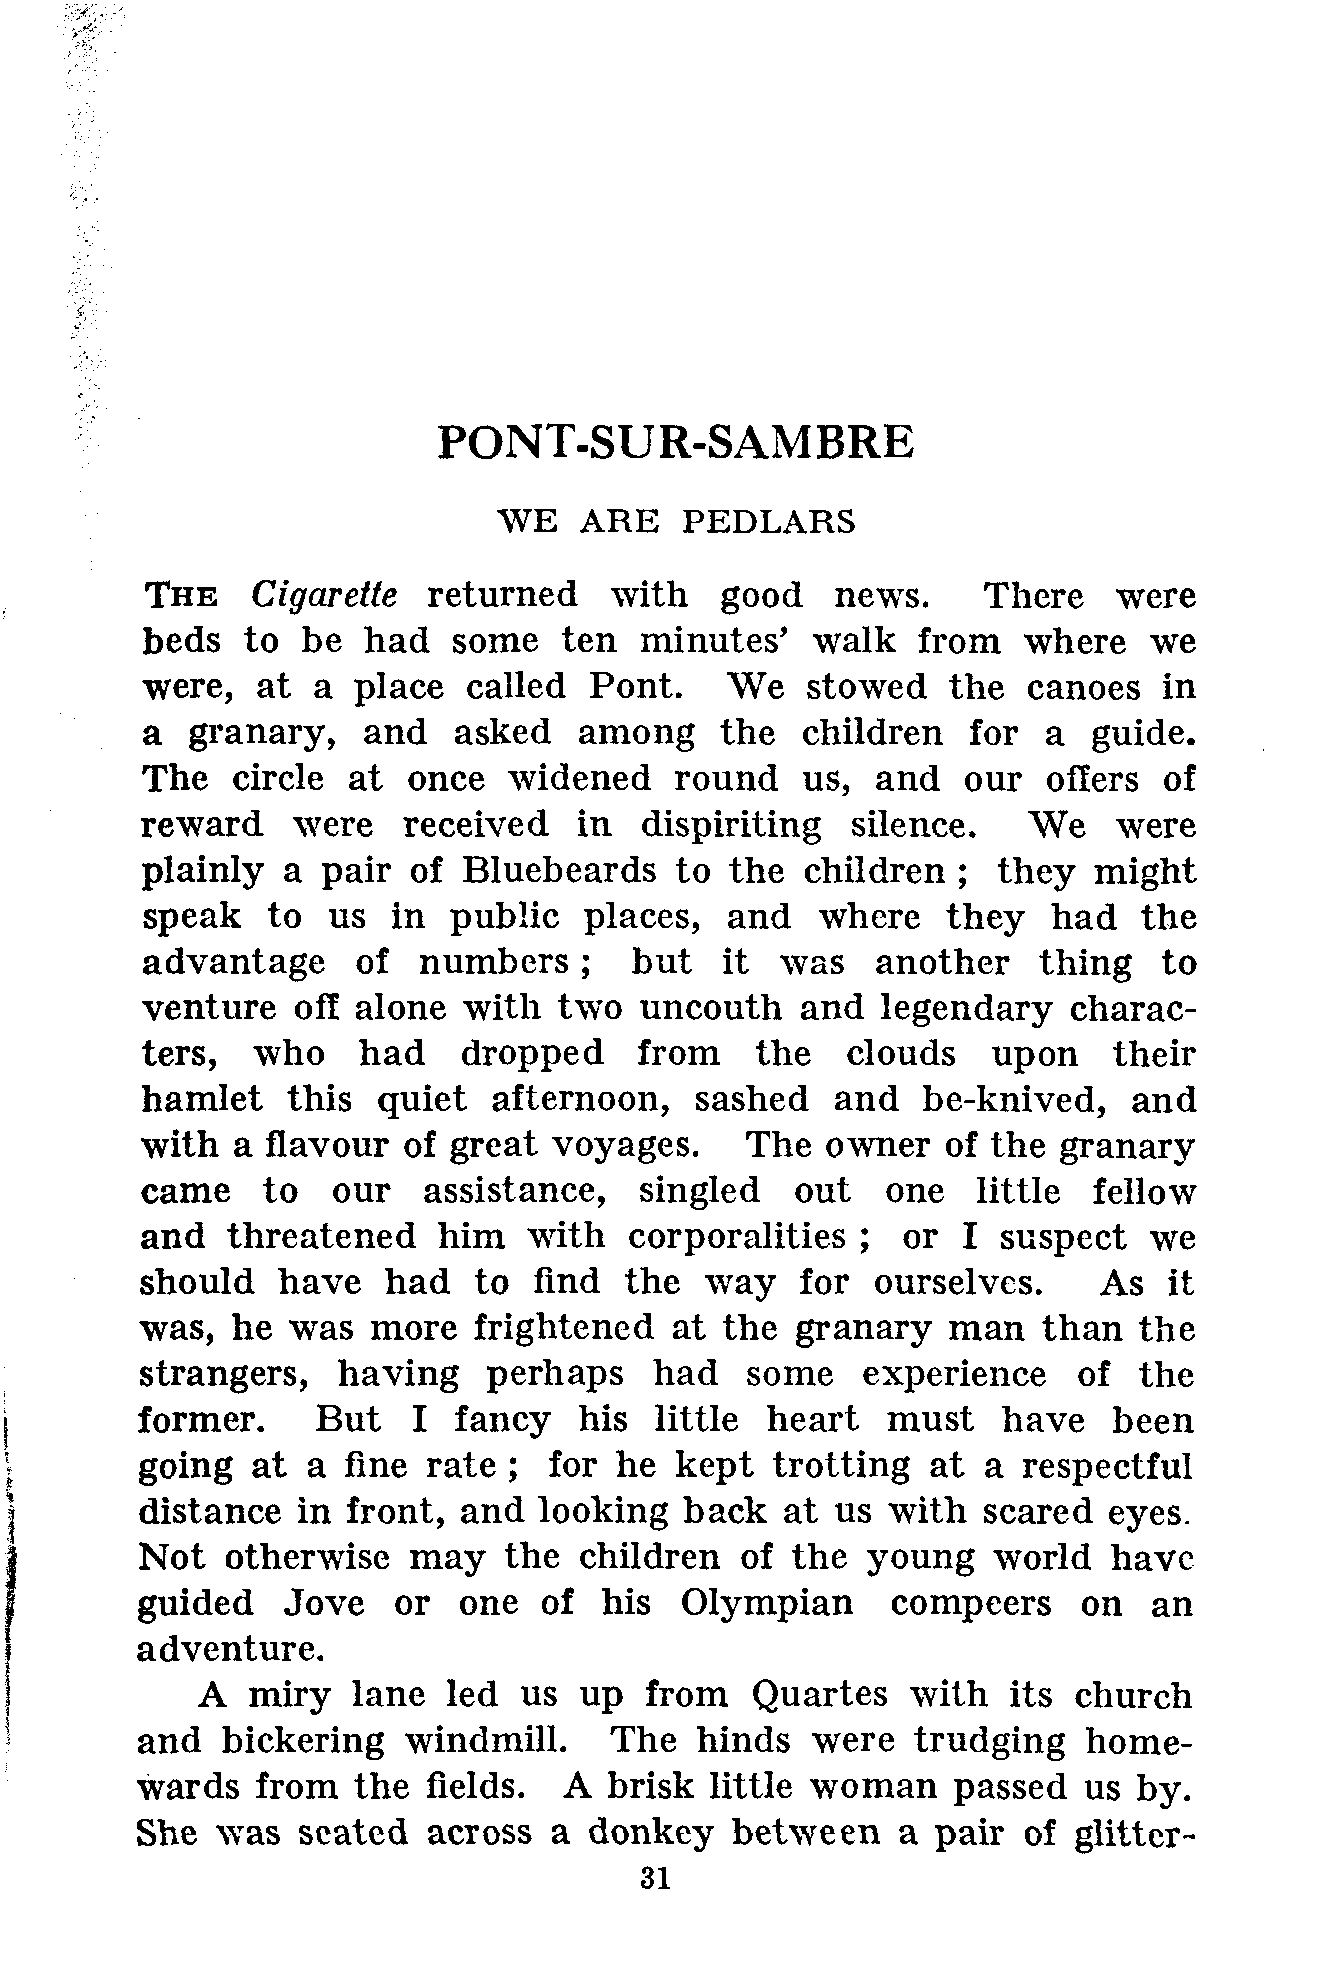 PONT-SUR-SAMBRE
WE ARE PEDLARS
THE Cigarette returned with good news. There were
beds to be had some ten minutes' walk from where we
were, at a place called Pont. We stowed the canoes in
a granary, and asked among the children for a guide.
The circle at once widened round us, and our offers of
reward were received in dispiriting silence. We were
plainly a pair of Bluebeards to the children ; they might
speak to us in public places, and where they had the
advantage of numbers ; but it was another thing to
venture off alone with two uncouth and legendary charac-
ters, who had dropped from the clouds upon their
hamlet this quiet afternoon, sashed and be-knived, and
with a flavour of great voyages. The owner of the granary
came to our assistance, singled out one little fellow
and threatened him with corporalities ; or I suspect we
should have had to find the way for ourselves. As it
was, he was more frightened at the granary man than the
strangers, having perhaps had some experience of the
former. But I fancy his little heart must have been
going at a fine rate ; for he kept trotting at a respectful
distance in front, and looking back at us with scared eyes.
Not otherwise may the children of the young world have
guided Jove or one of his Olympian compeers on an
adventure.
A miry lane led us up from Quartes with its church
and bickering windmill. The hinds were trudging home-
wards from the fields. A brisk little woman passed us by.
She was seated across a donkey between a pair of glitter-
31